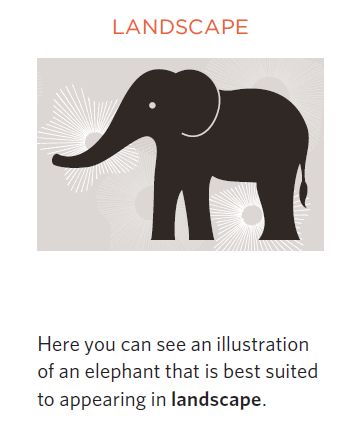 LANDSCAPE
Here you can see an illustration
of an elephant that is best suited
to appearing in landscape.